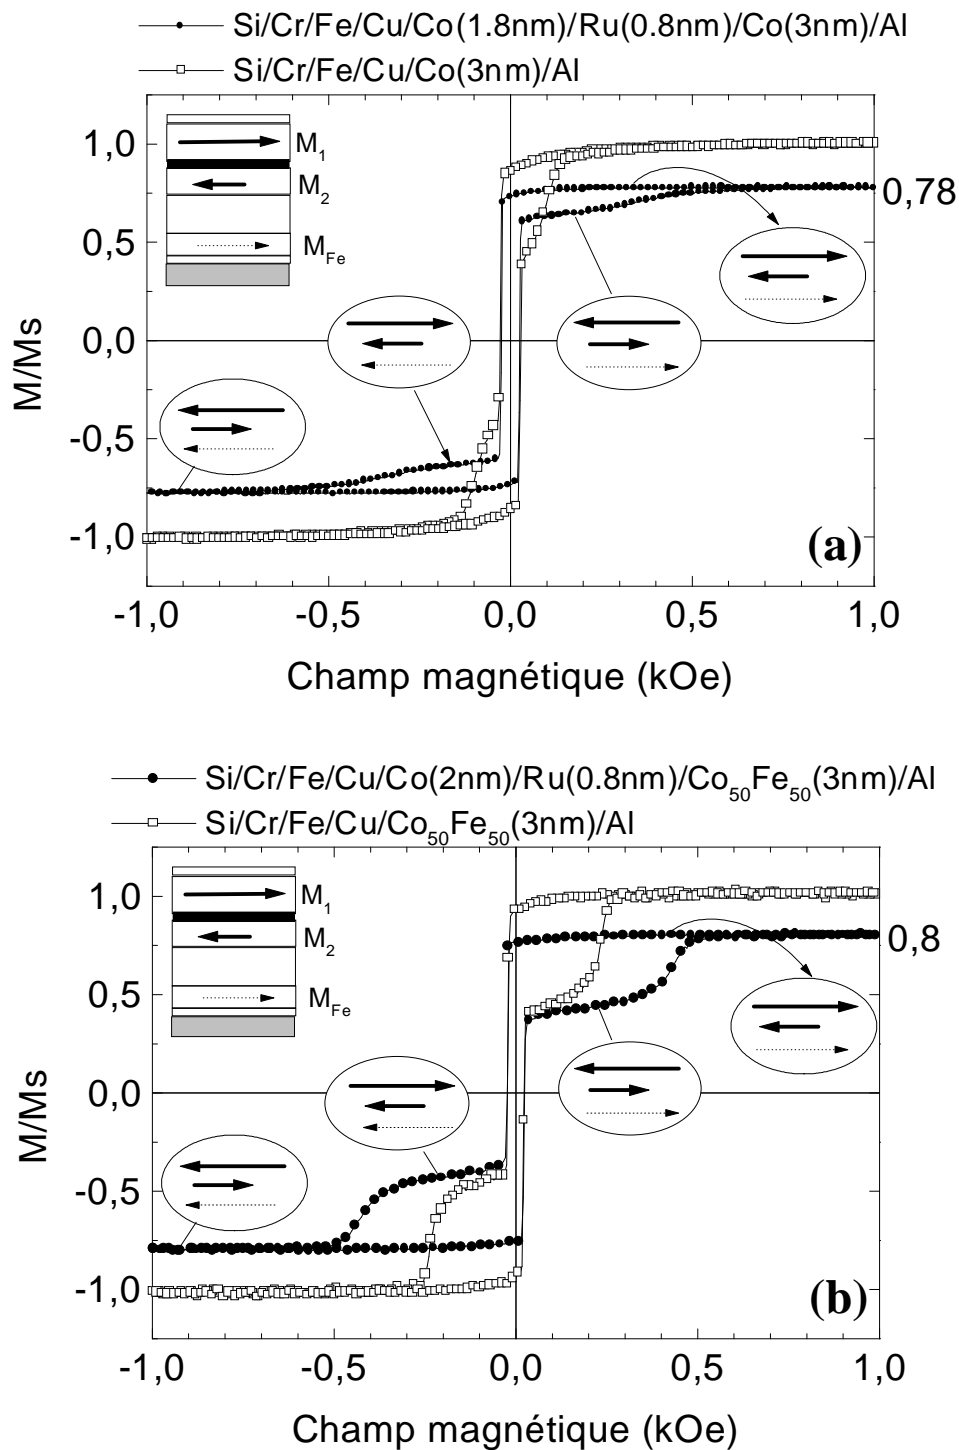 Si/Cr/Fe/Cu/Co(1.8nm)/Ru(0.8nm)/Co(3nm)/Al
Si/Cr/Fe/Cu/Co(3nm)/Al
M1
M2
MFe
1,0
0,5
0,0
-0,5
-1,0
M/Ms
0,78
(a)
-1,0 -0,5 0,0 0,5 1,0
Champ magnétique (kOe)
Si/Cr/Fe/Cu/Co(2nm)/Ru(0.8nm)/Co50Fe50(3nm)/Al
Si/Cr/Fe/Cu/Co50Fe50(3nm)/Al
M1
M2
MFe
1,0
0,5
0,0
-0,5
-1,0
M/Ms
0,8
(b)
-1,0 -0,5 0,0 0,5 1,0
Champ magnétique (kOe)